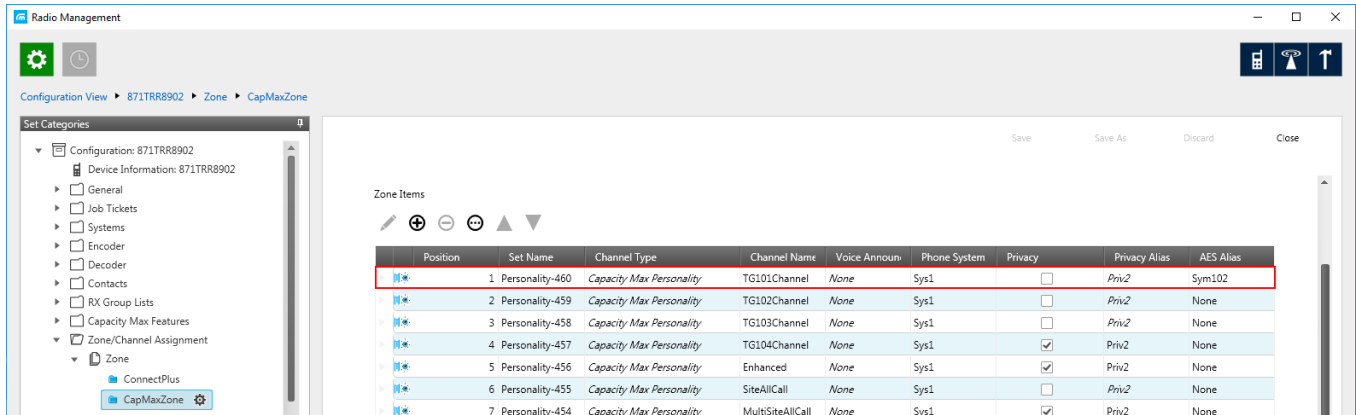 Radio Management
Configuration View 871TRR8902 Zone CapMaxZone
Set Categories
Configuration: 871TRR8902
Device Information: 871TRR8902
General
Job Tickets
Systems
Encoder
Decoder
Contacts
RX Group Lists
Capacity Max Features
Zone/Channel Assignment
Zone
ConnectPlus
CapMaxZone
Save Save As Discard Close
Zone Items
Position Set Name Channel Type Channel Name Voice Announ Phone System Privacy Privacy Alias AES Alias
1 Personality-460 Capacity Max Personality TG101Channel None Sys1 Priv2 Sym102
2 Personality-459 Capacity Max Personality TG102Channel None Sys1 Priv2 None
3 Personality-458 Capacity Max Personality TG103Channel None Sys1 Priv2 None
4 Personality-457 Capacity Max Personality TG104Channel None Sys1 Priv2 None
5 Personality-456 Capacity Max Personality Enhanced None Sys1 Priv2 None
6 Personality-455 Capacity Max Personality SiteAllCall None Sys1 Priv2 None
7 Personality-454 Capacity Max Personality MultiSiteAllCall None Sys1 Priv2 None